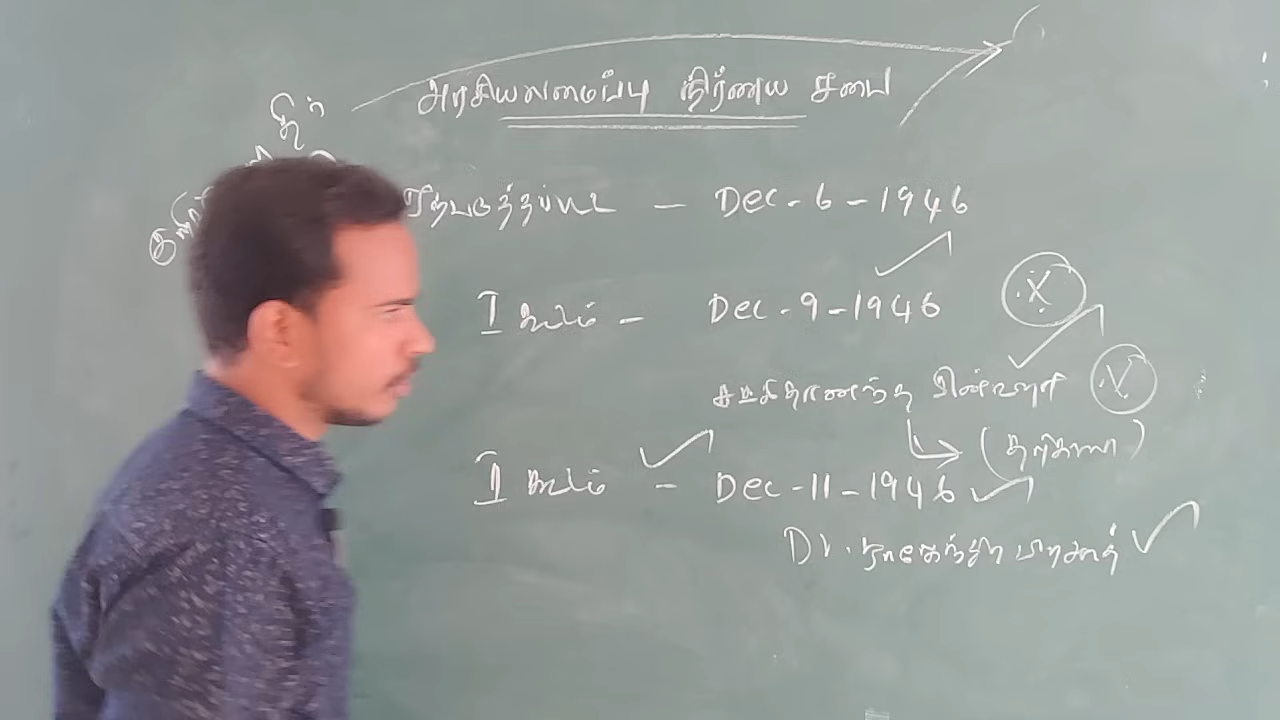 அரசியலமைப்பு நிர்ணய சபை
ஏற்படுத்தப்பட்ட - Dec - 6 - 1946
I கூட்டம் - Dec - 9 - 1946 X
சச்சிதானந்த சின்ஹா V
(தற்காலிக)
II கூட்டம் - Dec - 11 - 1946
Dr. ராஜேந்திர பிரசாத்